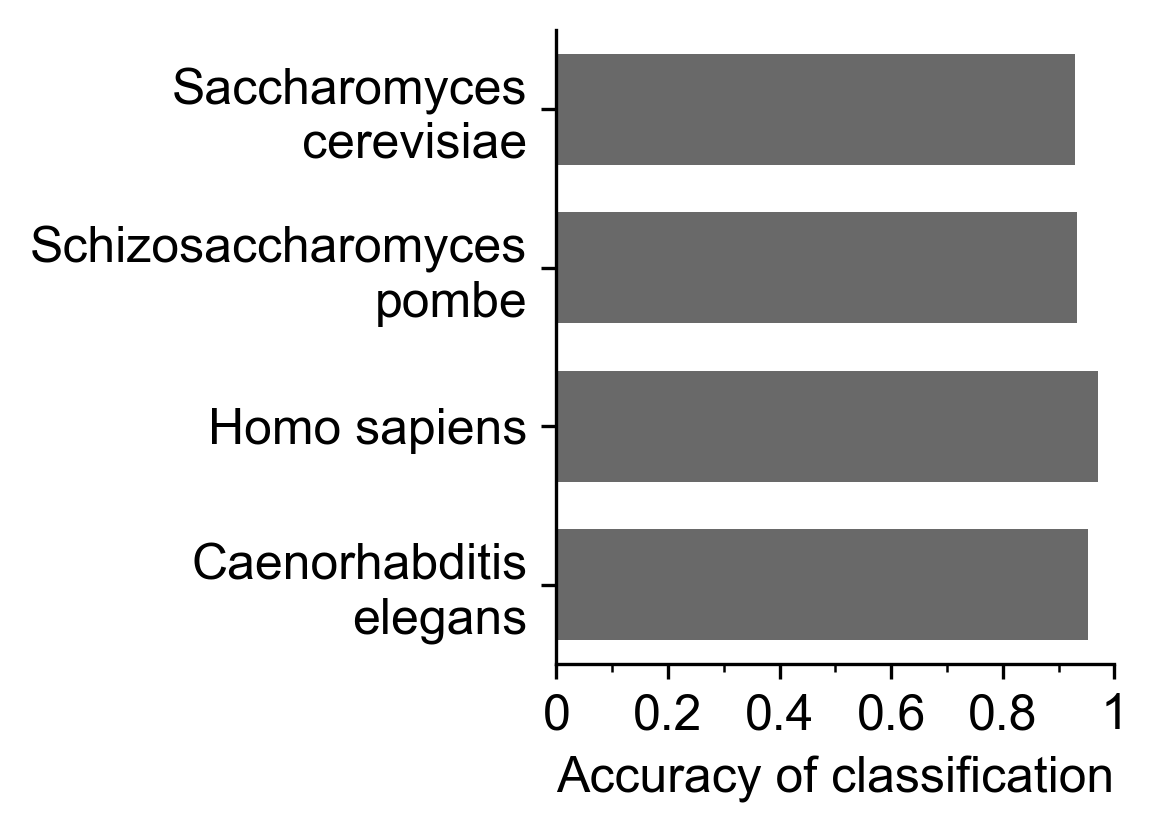 Saccharomyces
cerevisiae
Schizosaccharomyces
pombe
Homo sapiens
Caenorhabditis
elegans
0 0.2 0.4 0.6 0.8 1
Accuracy of classification